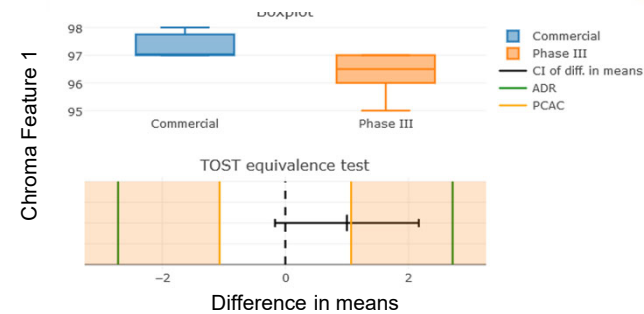 Boxplot
98
97
96
95
Commercial
Phase III
Chroma Feature 1
Commercial
Phase III
CI of diff. in means
ADR
PCAC
TOST equivalence test
−2
0
2
Difference in means